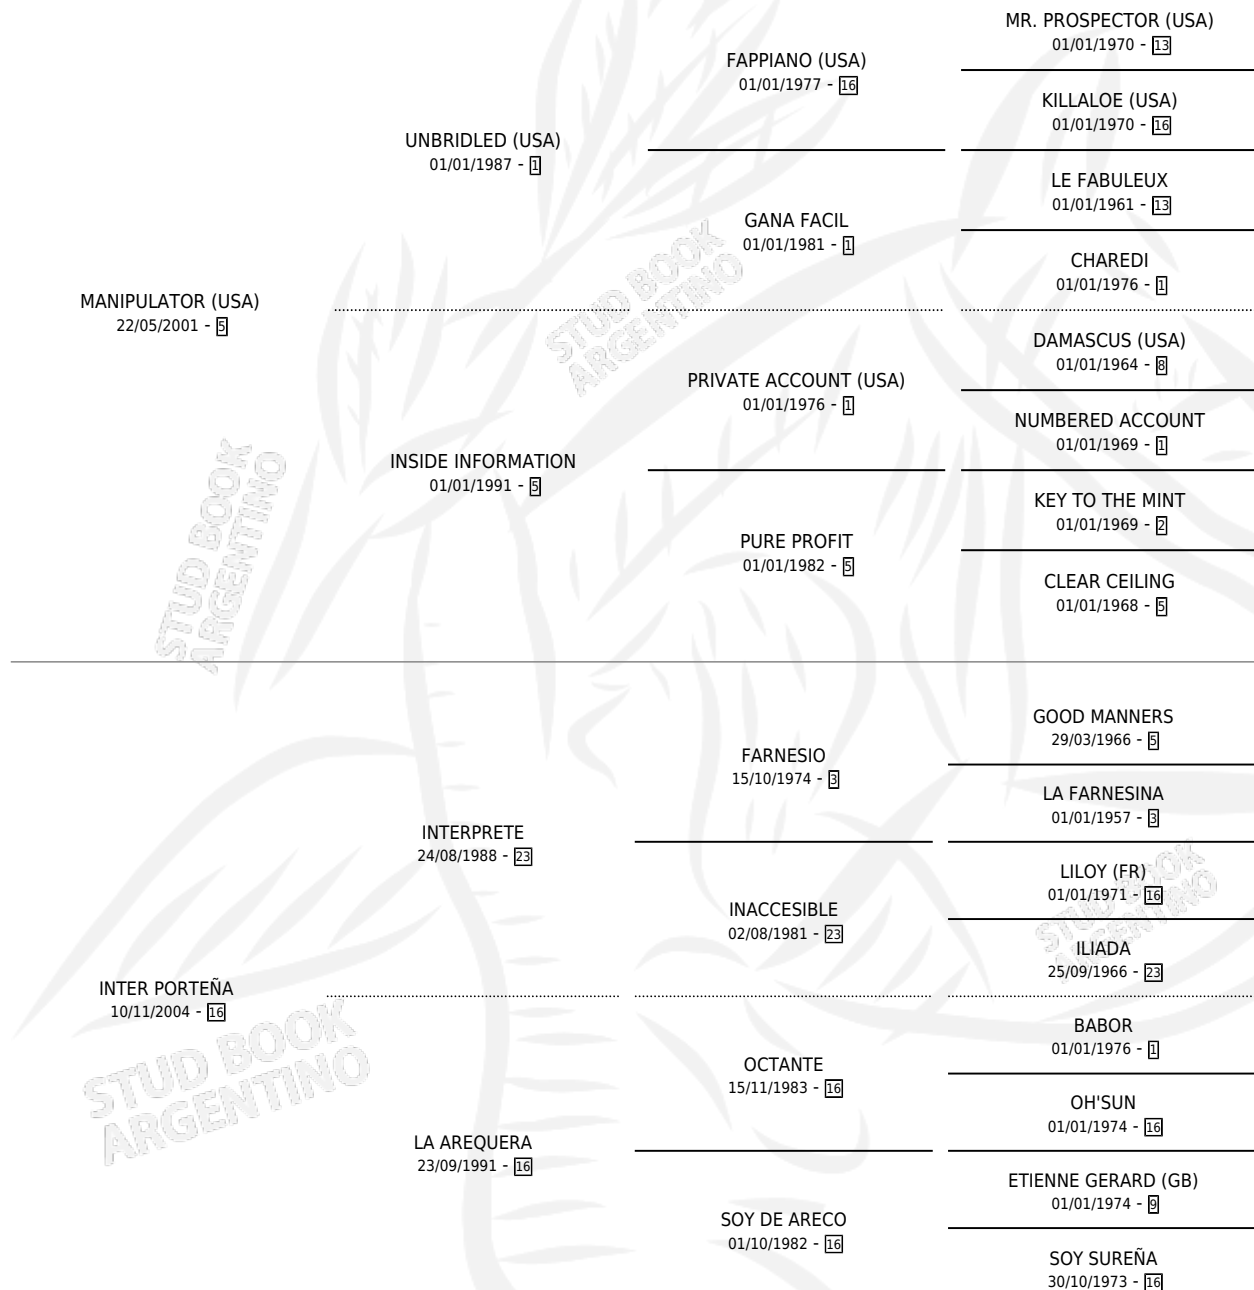 MR. PROSPECTOR (USA)
01/01/1970 - 13
FAPPIANO (USA)
01/01/1977 - 16
KILLALOE (USA)
01/01/1970 - 16
UNBRIDLED (USA)
01/01/1987 - 1
LE FABULEUX
01/01/1961 - 13
GANA FACIL
01/01/1981 - 1
CHAREDI
01/01/1976 - 1
MANIPULATOR (USA)
22/05/2001 - 5
DAMASCUS (USA)
01/01/1964 - 8
PRIVATE ACCOUNT (USA)
01/01/1976 - 1
NUMBERED ACCOUNT
01/01/1969 - 1
INSIDE INFORMATION
01/01/1991 - 5
KEY TO THE MINT
01/01/1969 - 2
PURE PROFIT
01/01/1982 - 5
CLEAR CEILING
01/01/1968 - 5
STUD BOOK
ARGENTINO
STUD BOOK
ARGENTINO
GOOD MANNERS
29/03/1966 - 5
FARNESIO
15/10/1974 - 3
LA FARNESINA
01/01/1957 - 3
INTERPRETE
24/08/1988 - 23
LILOY (FR)
01/01/1971 - 16
INACCESIBLE
02/08/1981 - 23
ILIADA
25/09/1966 - 23
INTER PORTEÑA
10/11/2004 - 16
BABOR
01/01/1976 - 1
OCTANTE
15/11/1983 - 16
OH'SUN
01/01/1974 - 16
LA AREQUERA
23/09/1991 - 16
ETIENNE GERARD (GB)
01/01/1974 - 9
SOY DE ARECO
01/10/1982 - 16
SOY SUREÑA
30/10/1973 - 16
STUD BOOK
ARGENTINO
STUD BOOK
ARGENTINO